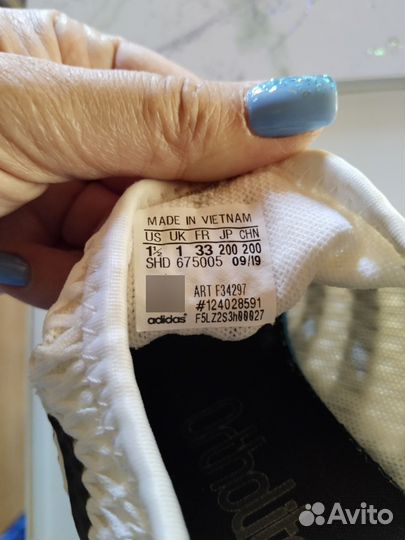 MADE IN VIETNAM
US UK FR JP CHN
1½ 1 33 200 200
SHD 675005 09/19
ART F34297
#124028591
adidas F5LZ2S3h00027
Avito